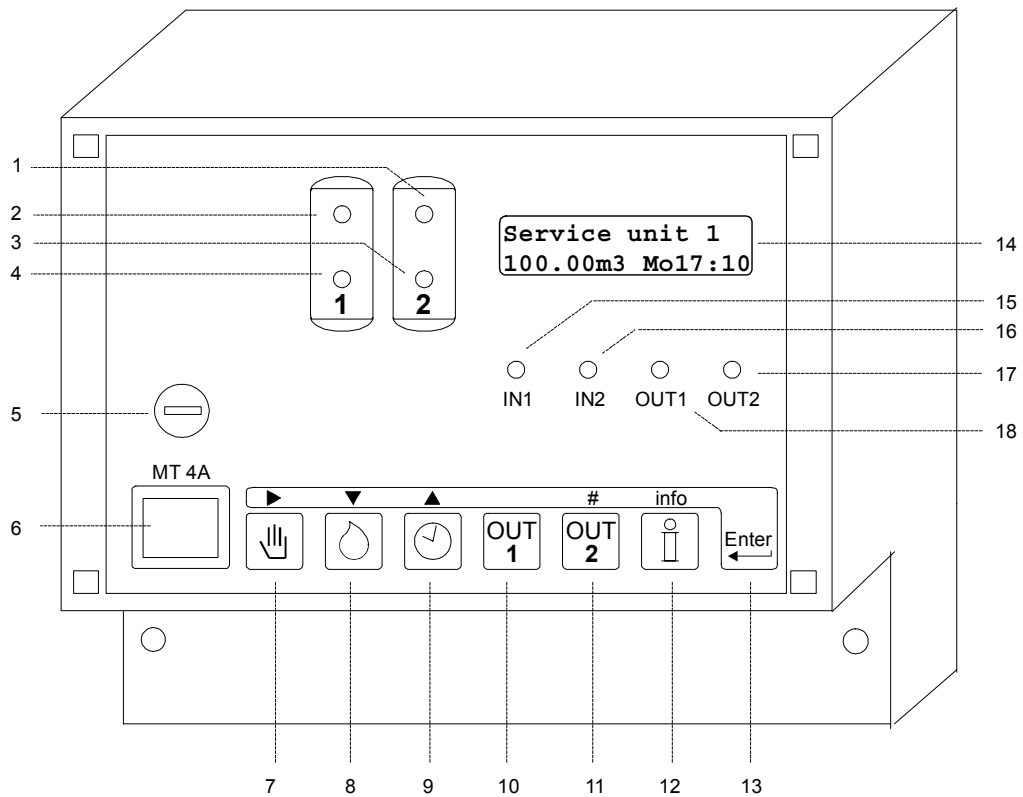 1
2
3
4
1
2
Service unit 1
100.00m3 Mo17:10
14
15
16
17
IN1 IN2 OUT1 OUT2
18
5
MT 4A
6
# info
OUT 1
OUT 2
Enter
7 8 9 10 11 12 13